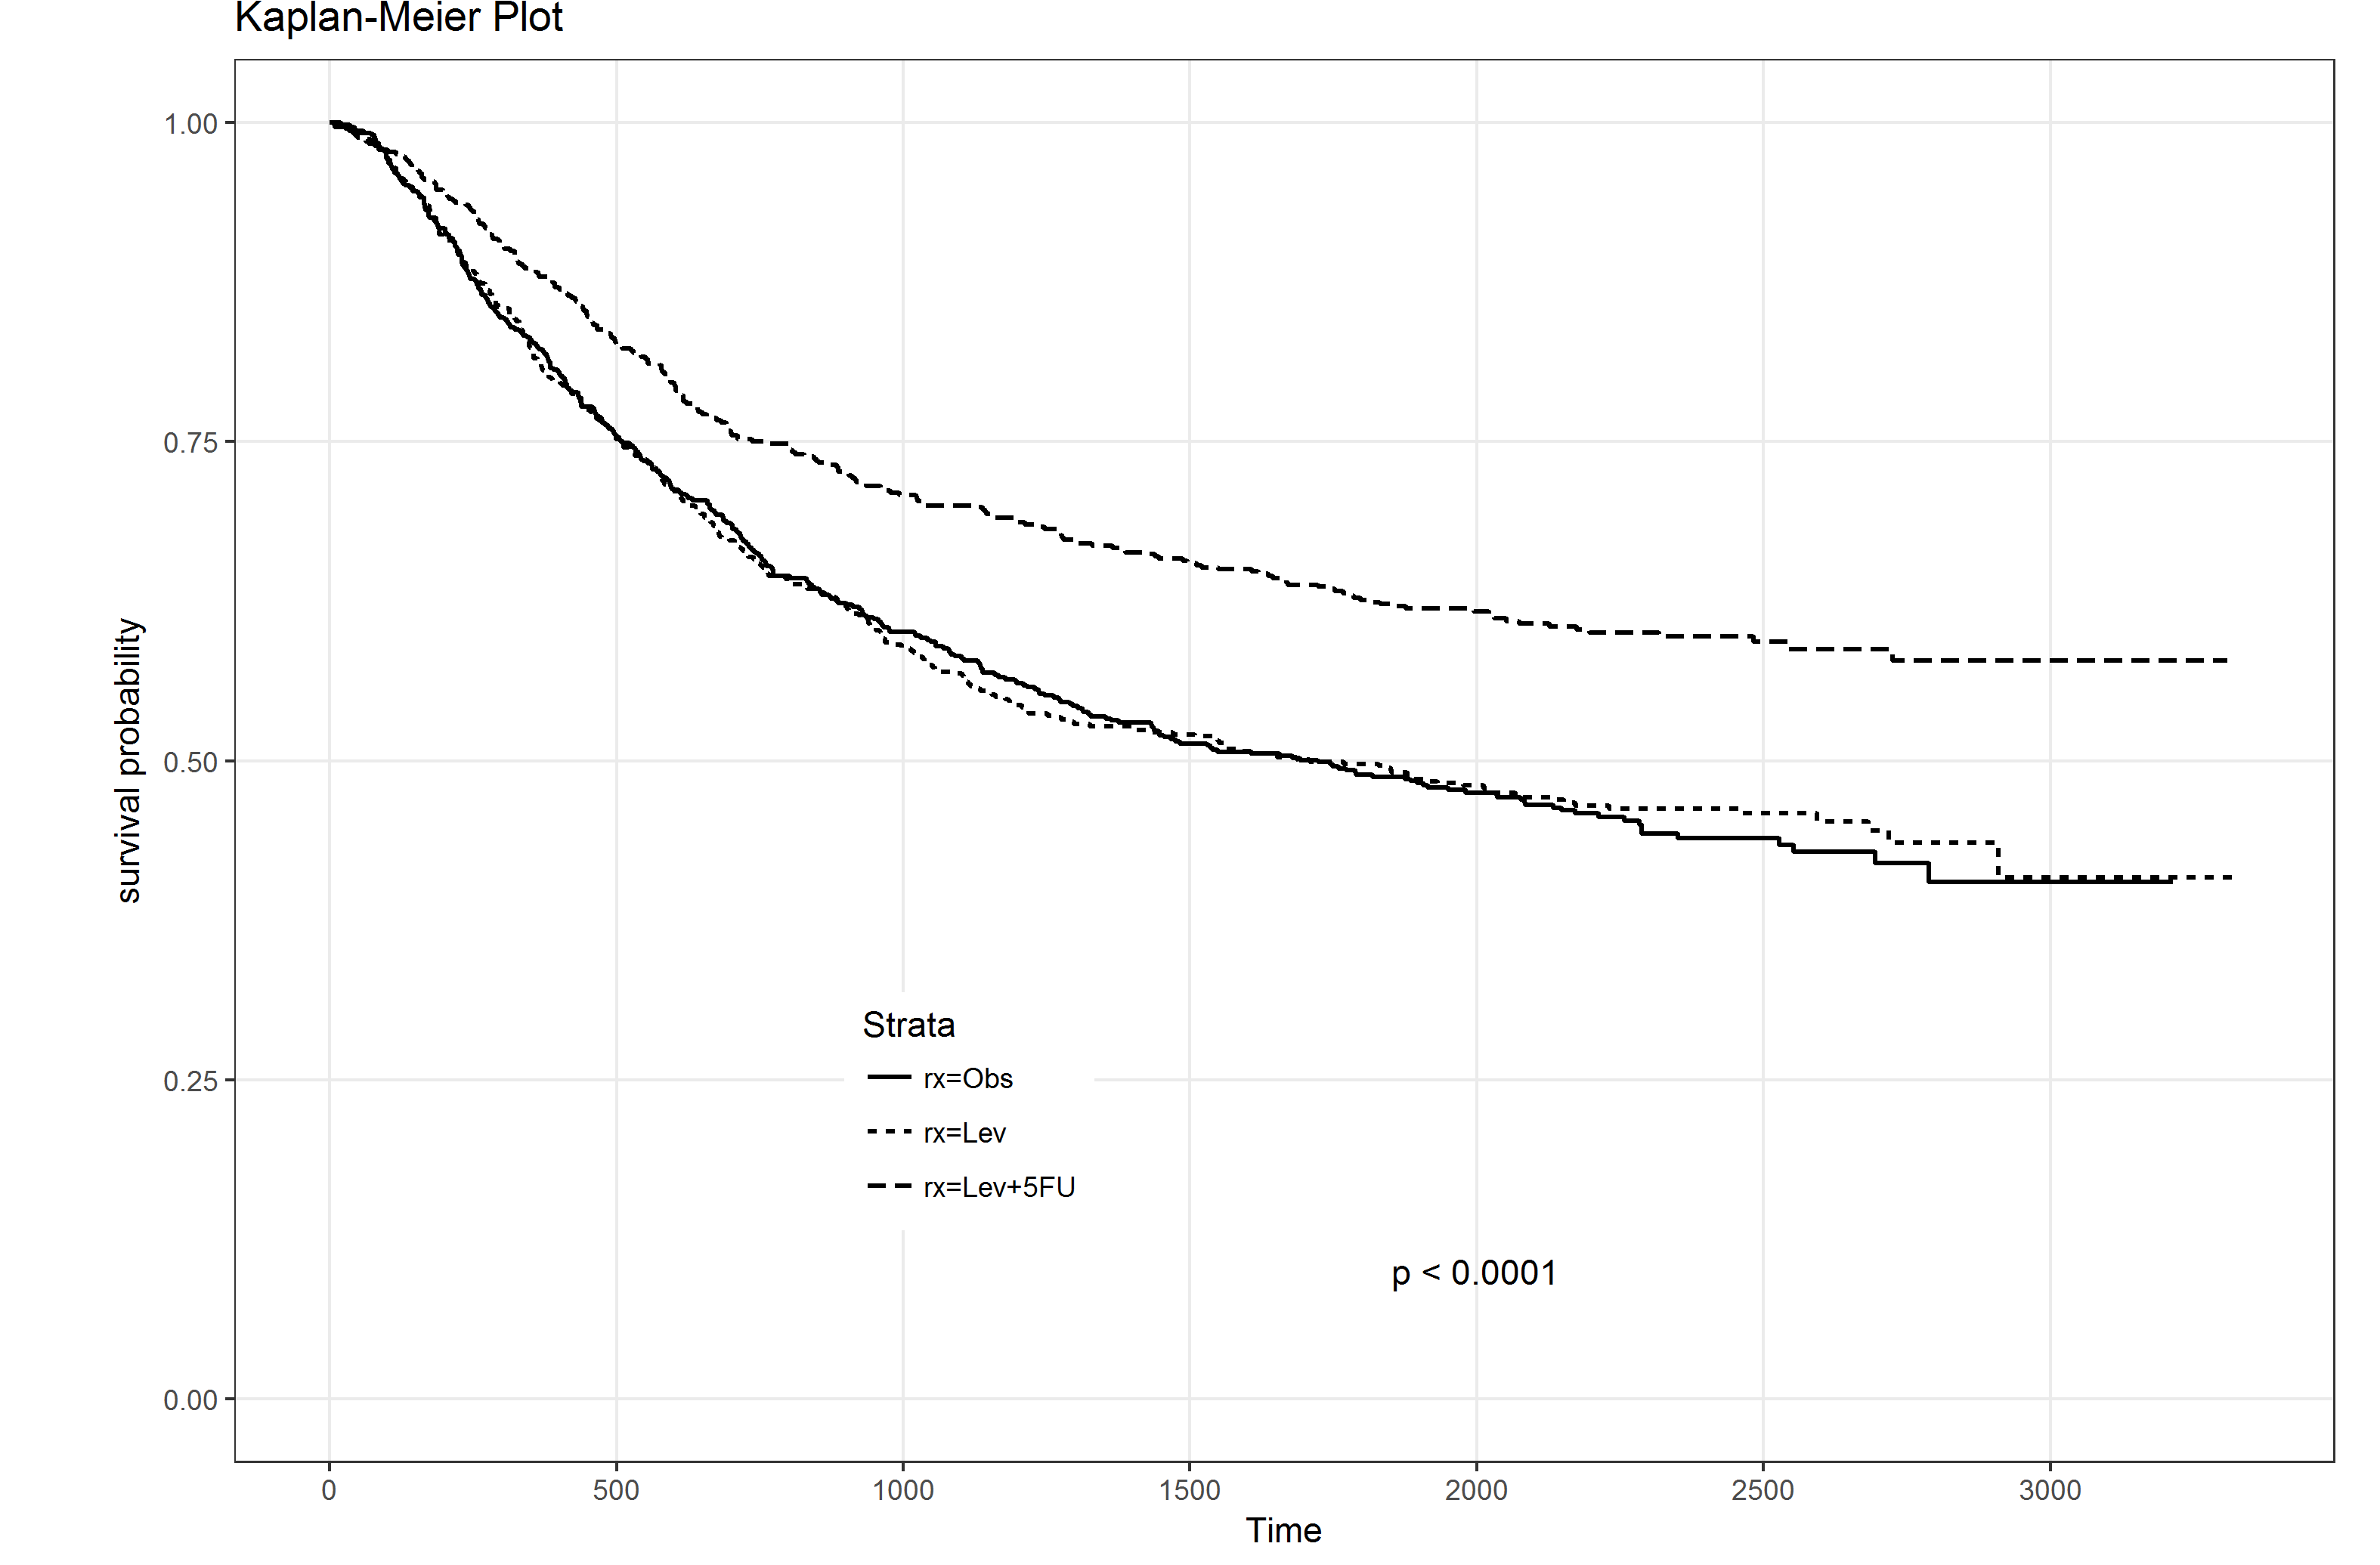 Kaplan-Meier Plot
survival probability
1.00
0.75
0.50
0.25
0.00
Strata
rx=Obs
rx=Lev
rx=Lev+5FU
p < 0.0001
0 500 1000 1500 2000 2500 3000
Time